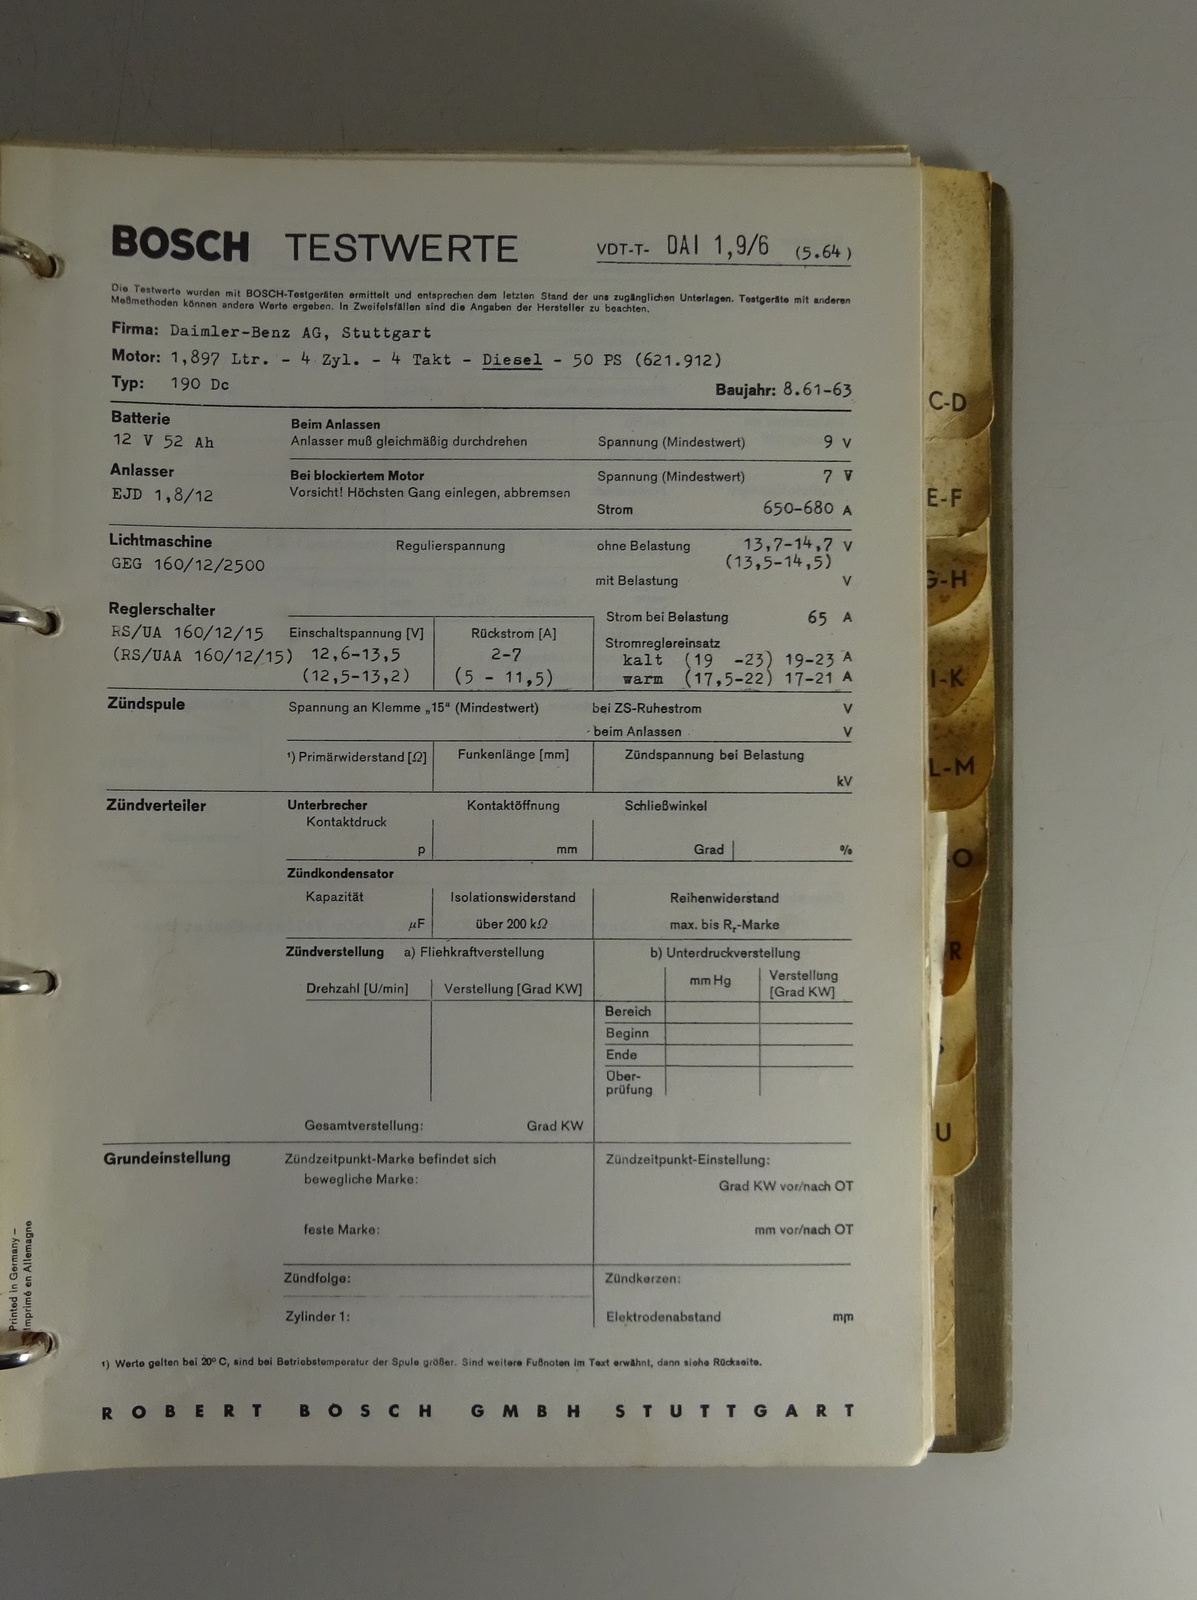 BOSCH TESTWERTE VDT-T- DAI 1,9/6 (5.64)
Die Testwerte wurden mit BOSCH-Testgeräten ermittelt und entsprechen dem letzten Stand der uns zugänglichen Unterlagen. Testgeräte mit anderen
Meßmethoden können andere Werte ergeben. In Zweifelsfällen sind die Angaben der Hersteller zu beachten.
Firma: Daimler-Benz AG, Stuttgart
Motor: 1,897 Ltr. - 4 Zyl. - 4 Takt - Diesel - 50 PS (621.912)
Typ: 190 Dc Baujahr: 8.61-63
Batterie Beim Anlassen
12 V 52 Ah Anlasser muß gleichmäßig durchdrehen Spannung (Mindestwert) 9 V
Anlasser Bei blockiertem Motor Spannung (Mindestwert) 7 V
EJD 1,8/12 Vorsicht! Höchsten Gang einlegen, abbremsen
Strom 650-680 A
Lichtmaschine Regulierspannung ohne Belastung 13,7-14,7 V
GEG 160/12/2500 (13,5-14,5)
mit Belastung V
Reglerschalter Strom bei Belastung 65 A
RS/UA 160/12/15 Einschaltspannung [V] Rückstrom [A] Stromreglereinsatz
(RS/UAA 160/12/15) 12,6-13,5 2-7 kalt (19 -23) 19-23 A
(12,5-13,2) (5 - 11,5) warm (17,5-22) 17-21 A
Zündspule Spannung an Klemme „15" (Mindestwert) bei ZS-Ruhestrom V
beim Anlassen V
¹) Primärwiderstand [Ω] Funkenlänge [mm] Zündspannung bei Belastung
kV
Zündverteiler Unterbrecher Kontaktöffnung Schließwinkel
Kontaktdruck
p mm Grad %
Zündkondensator
Kapazität Isolationswiderstand Reihenwiderstand
µF über 200 kΩ max. bis Rr-Marke
Zündverstellung a) Fliehkraftverstellung b) Unterdruckverstellung
Drehzahl [U/min] Verstellung [Grad KW] mm Hg Verstellung
[Grad KW]
Bereich
Beginn
Ende
Über-
prüfung
Gesamtverstellung: Grad KW
Grundeinstellung Zündzeitpunkt-Marke befindet sich Zündzeitpunkt-Einstellung:
bewegliche Marke: Grad KW vor/nach OT
feste Marke: mm vor/nach OT
Zündfolge: Zündkerzen:
Zylinder 1: Elektrodenabstand mm
¹) Werte gelten bei 20° C, sind bei Betriebstemperatur der Spule größer. Sind weitere Fußnoten im Text erwähnt, dann siehe Rückseite.
ROBERT BOSCH GMBH STUTTGART
Printed in Germany –
Imprimé en Allemagne
C-D
E-F
G-H
I-K
L-M
-O
R
S
U